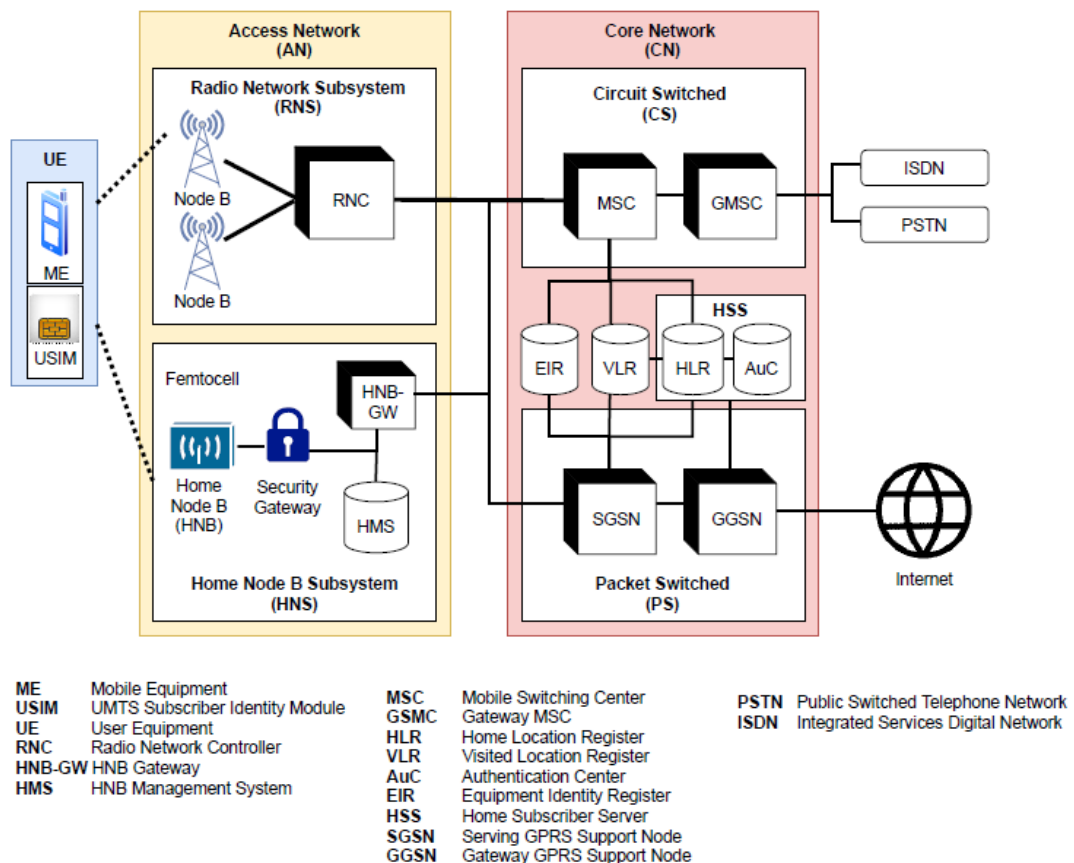 Access Network
(AN)
Core Network
(CN)
Radio Network Subsystem
(RNS)
Circuit Switched
(CS)
UE
ME
USIM
Node B
Node B
RNC
MSC
GMSC
ISDN
PSTN
HSS
EIR
VLR
HLR
AuC
Femtocell
HNB-
GW
Home
Node B
(HNB)
Security
Gateway
HMS
Home Node B Subsystem
(HNS)
SGSN
GGSN
Packet Switched
(PS)
Internet
ME Mobile Equipment
USIM UMTS Subscriber Identity Module
UE User Equipment
RNC Radio Network Controller
HNB-GW HNB Gateway
HMS HNB Management System
MSC Mobile Switching Center
GSMC Gateway MSC
HLR Home Location Register
VLR Visited Location Register
AuC Authentication Center
EIR Equipment Identity Register
HSS Home Subscriber Server
SGSN Serving GPRS Support Node
GGSN Gateway GPRS Support Node
PSTN Public Switched Telephone Network
ISDN Integrated Services Digital Network